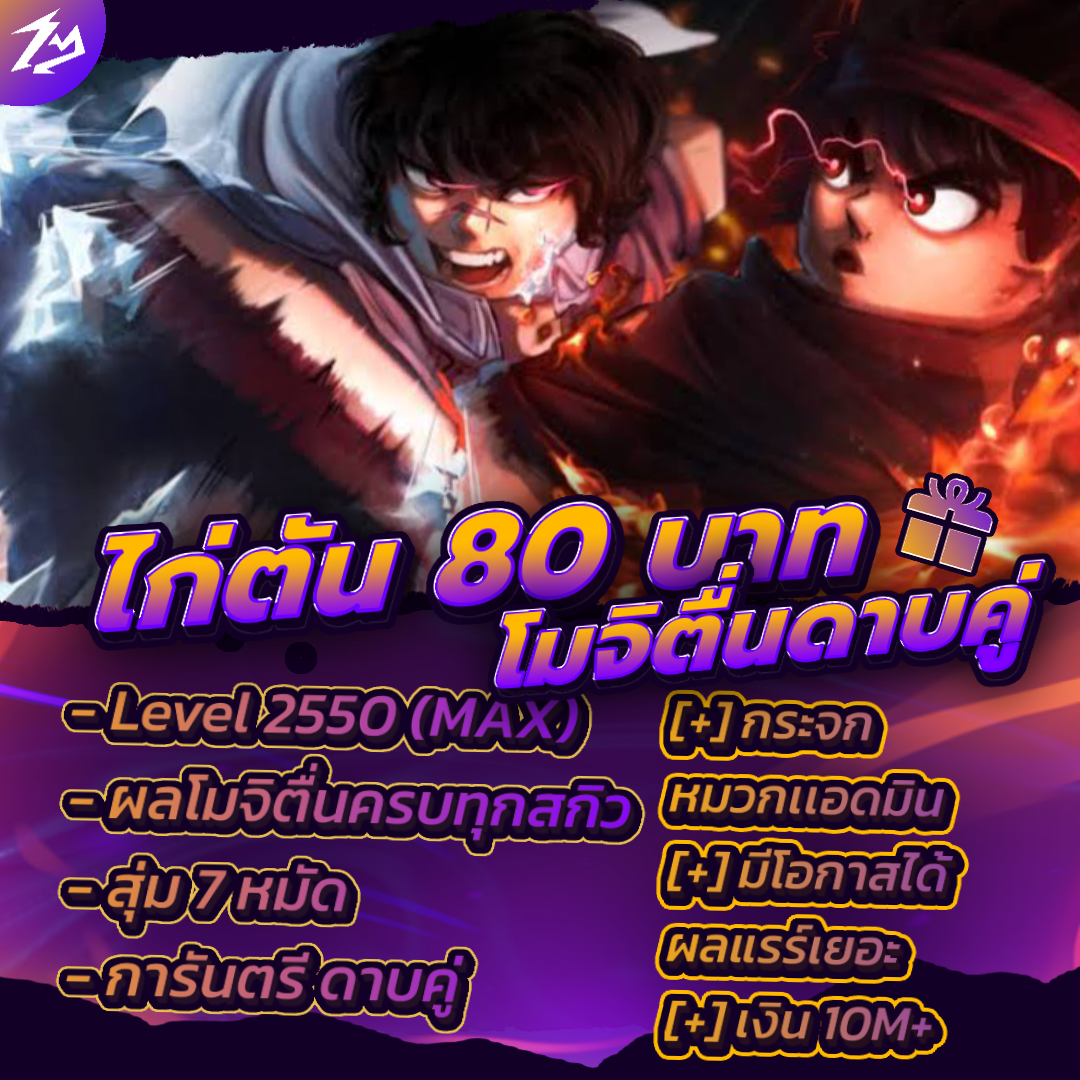 ZM
ไก่ตัน 80 บาท
โมจิตื่นดาบคู่
- Level 2550 (MAX)
- ผลโมจิตื่นครบทุกสกิว
- สุ่ม 7 หมัด
- การันตรี ดาบคู่
[+] กระจก
หมวกแอดมิน
[+] มีโอกาสได้
ผลแรร์เยอะ
[+] เงิน 10M+